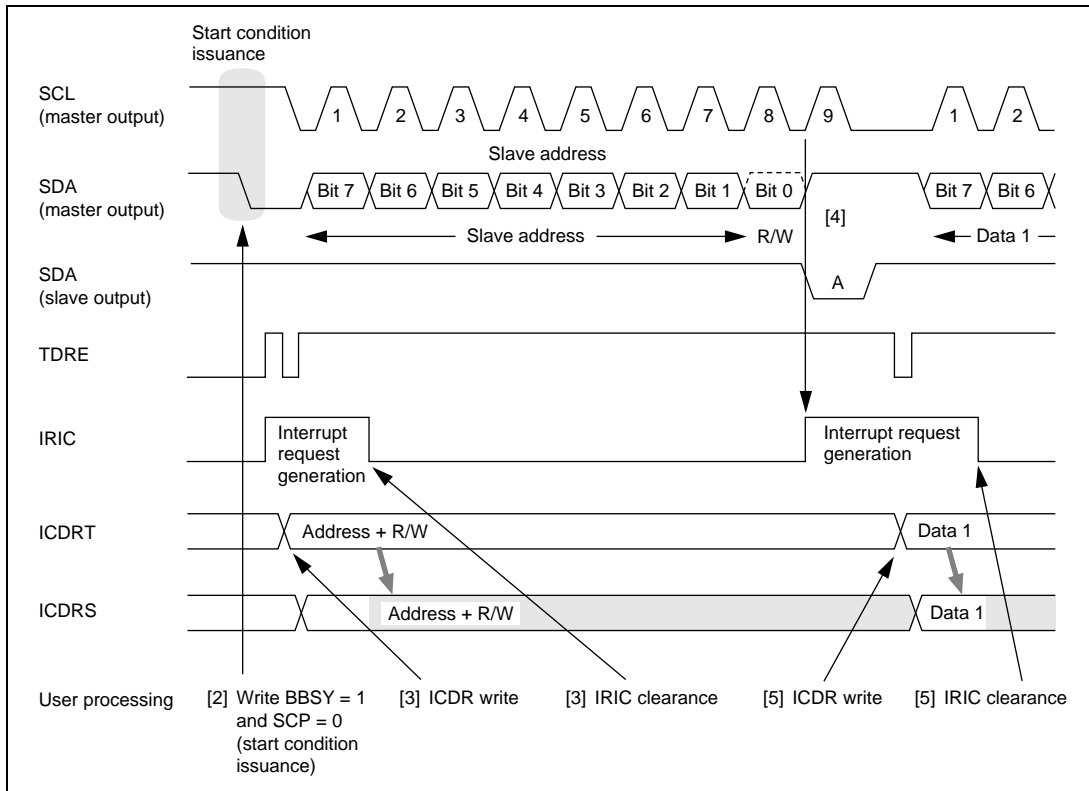 Start condition
issuance
SCL
(master output)
1 2 3 4 5 6 7 8 9 1 2
Slave address
SDA
(master output)
Bit 7 Bit 6 Bit 5 Bit 4 Bit 3 Bit 2 Bit 1 Bit 0 Bit 7 Bit 6
[4]
Slave address R/W Data 1
SDA
(slave output)
A
TDRE
IRIC
Interrupt
request
generation
Interrupt request
generation
ICDRT
Address + R/W Data 1
ICDRS
Address + R/W Data 1
User processing
[2] Write BBSY = 1
and SCP = 0
(start condition
issuance)
[3] ICDR write
[3] IRIC clearance
[5] ICDR write
[5] IRIC clearance